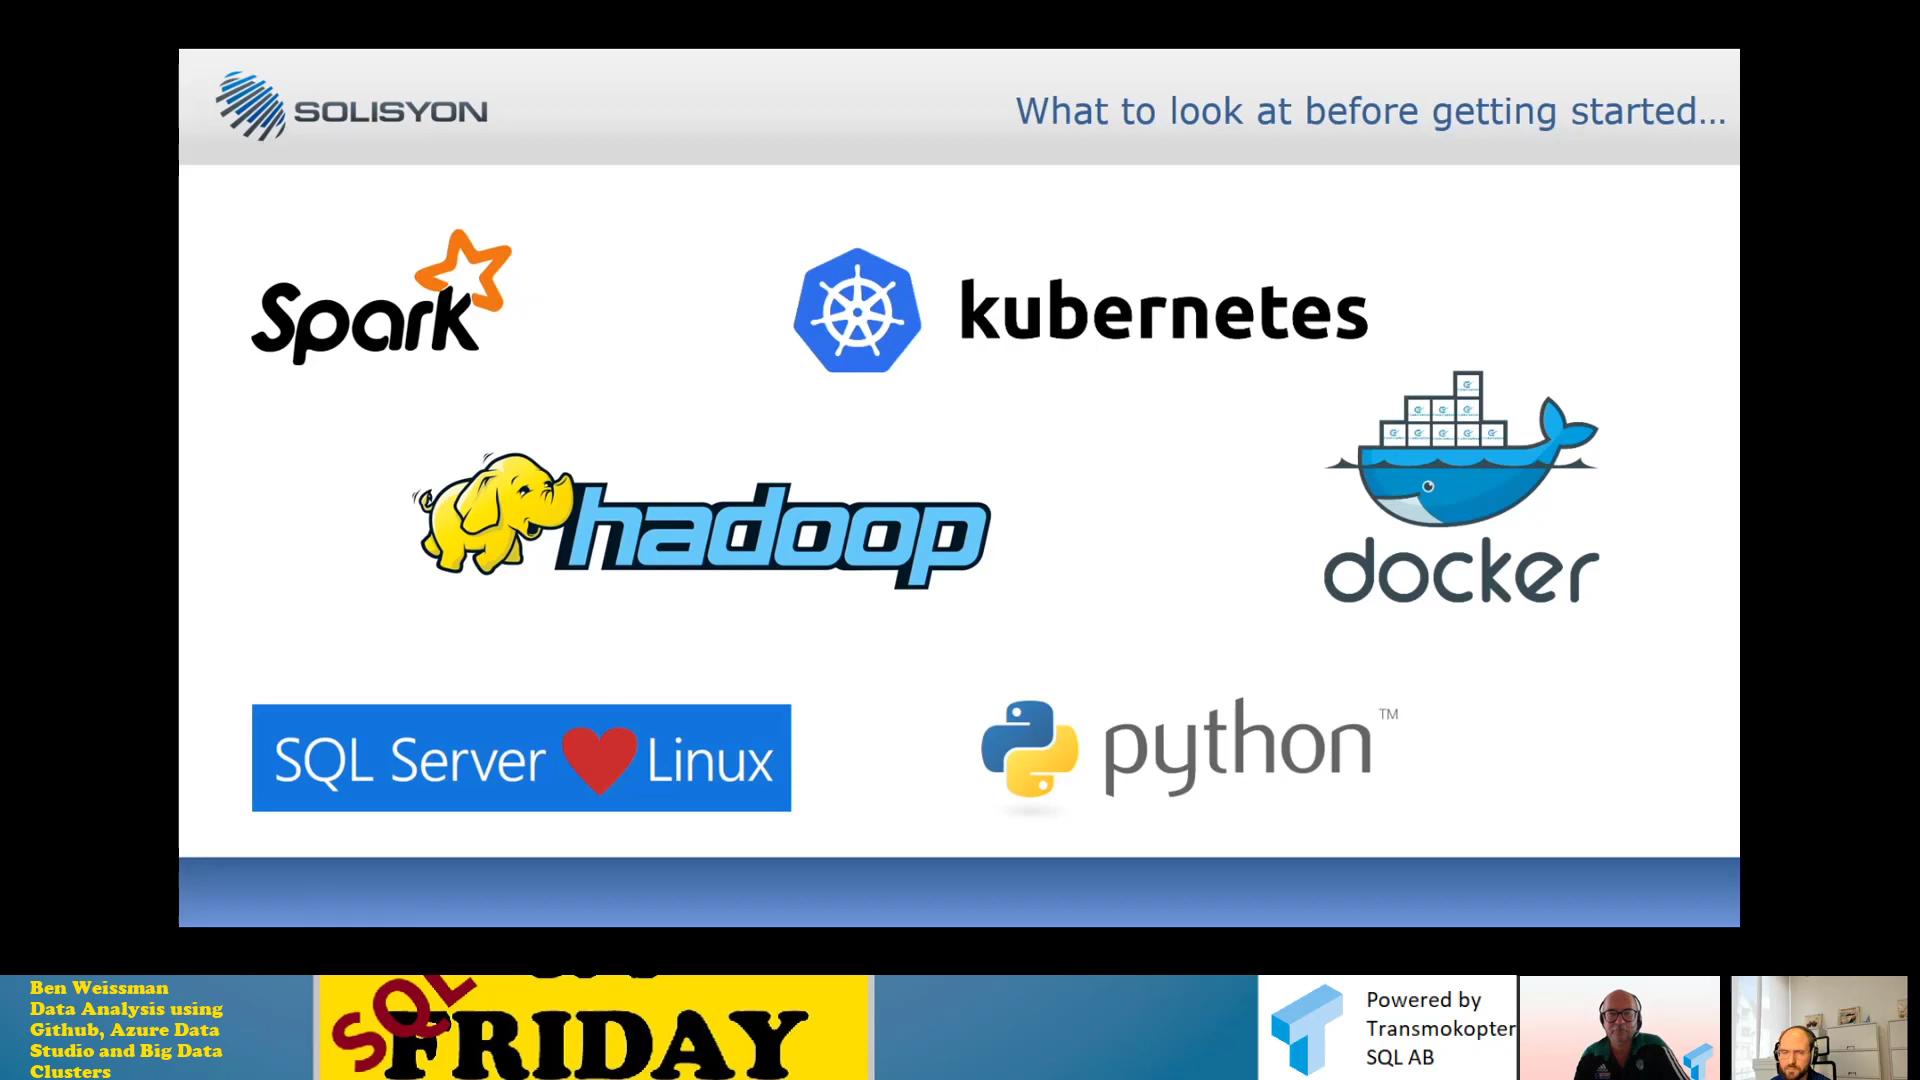 SOLISYON
What to look at before getting started...
Spark
kubernetes
hadoop
docker
SQL Server Linux
python TM
Ben Weissman
Data Analysis using
Github, Azure Data
Studio and Big Data
Clusters
SQL
FRIDAY
Powered by
Transmokopter
SQL AB